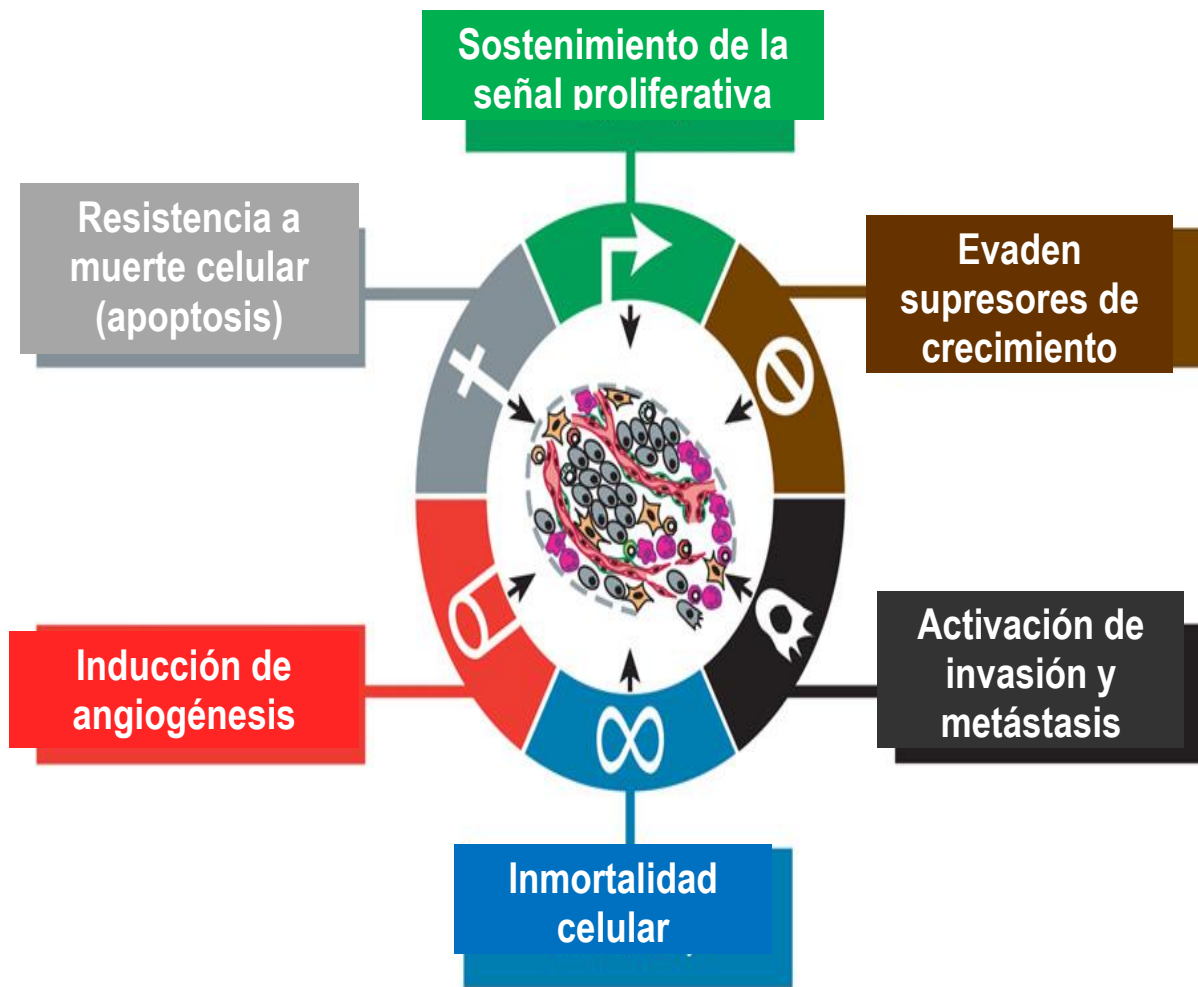 Sostenimiento de la
señal proliferativa
Resistencia a
muerte celular
(apoptosis)
Evaden
supresores de
crecimiento
Inducción de
angiogénesis
Activación de
invasión y
metástasis
Inmortalidad
celular